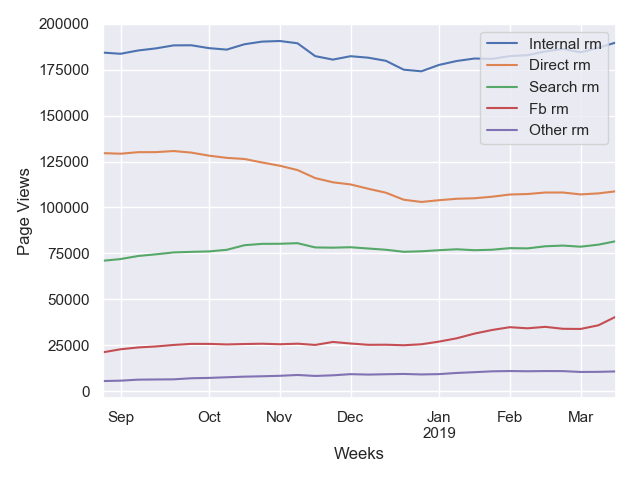 200000
175000
150000
125000
100000
75000
50000
25000
0
Page Views
Internal rm
Direct rm
Search rm
Fb rm
Other rm
Sep Oct Nov Dec Jan Feb Mar
2019
Weeks